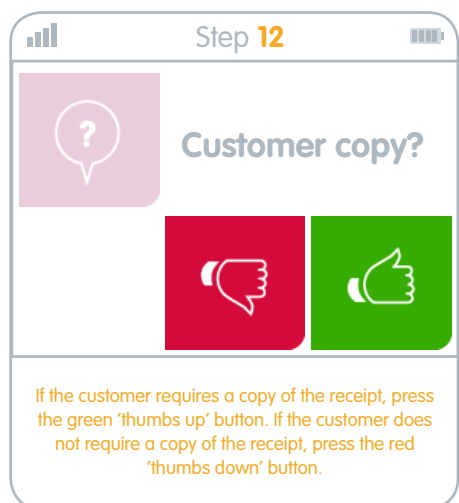 Step 12
?
Customer copy?
If the customer requires a copy of the receipt, press
the green ‘thumbs up’ button. If the customer does
not require a copy of the receipt, press the red
‘thumbs down’ button.